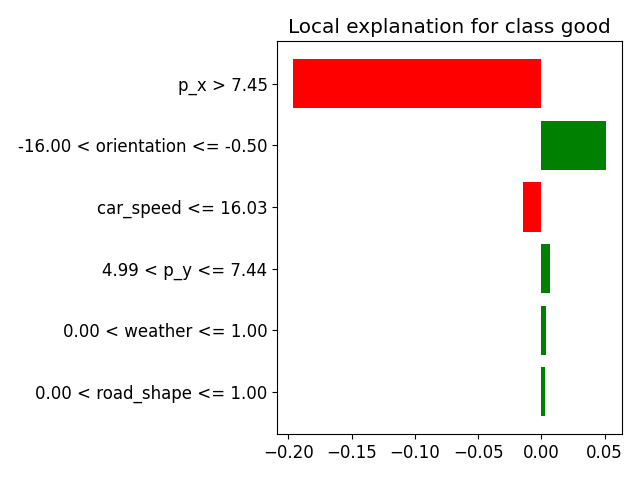 Local explanation for class good
p_x > 7.45
-16.00 < orientation <= -0.50
car_speed <= 16.03
4.99 < p_y <= 7.44
0.00 < weather <= 1.00
0.00 < road_shape <= 1.00
−0.20 −0.15 −0.10 −0.05 0.00 0.05